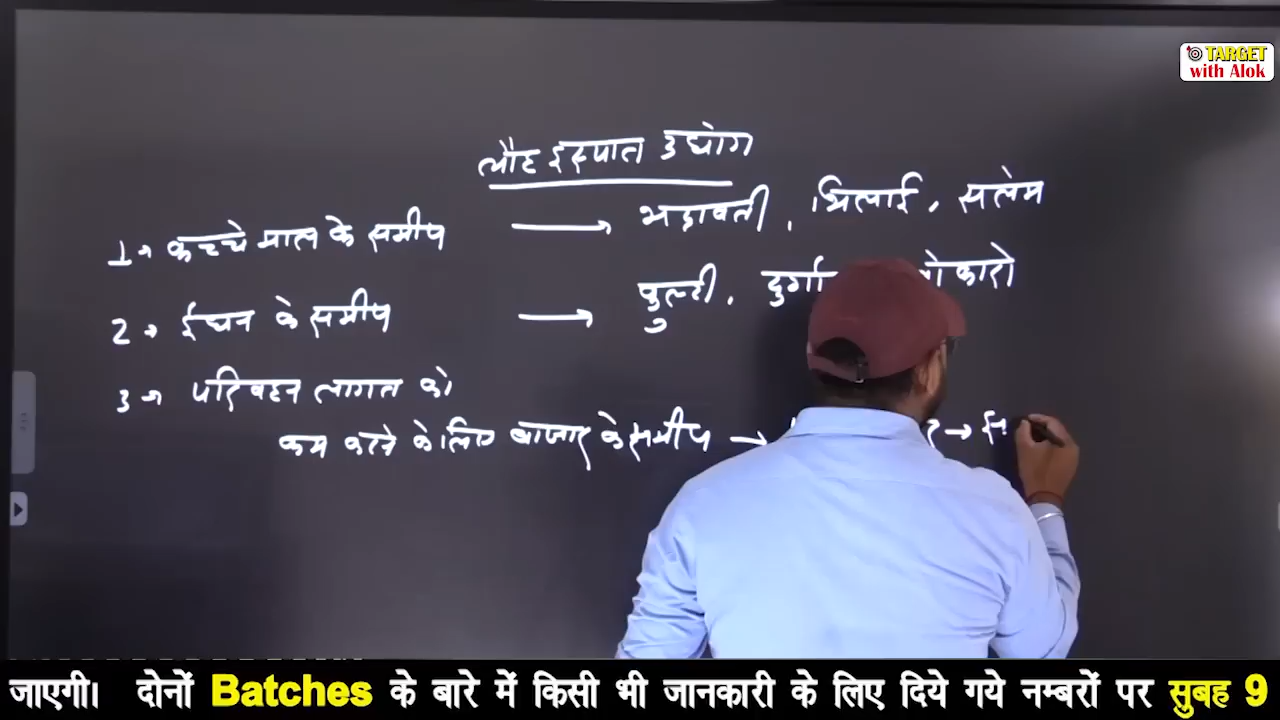 TARGET
with Alok
लौह इस्पात उद्योग
1→ कच्चे माल के समीप → भद्रावती, भिलाई, सलेम
2→ ईंधन के समीप → कुल्टी, दुर्गा
3→ परिवहन लागत को
कम करने के लिए बाजार के समीप →
जाएगी। दोनों Batches के बारे में किसी भी जानकारी के लिए दिये गये नम्बरों पर सुबह 9